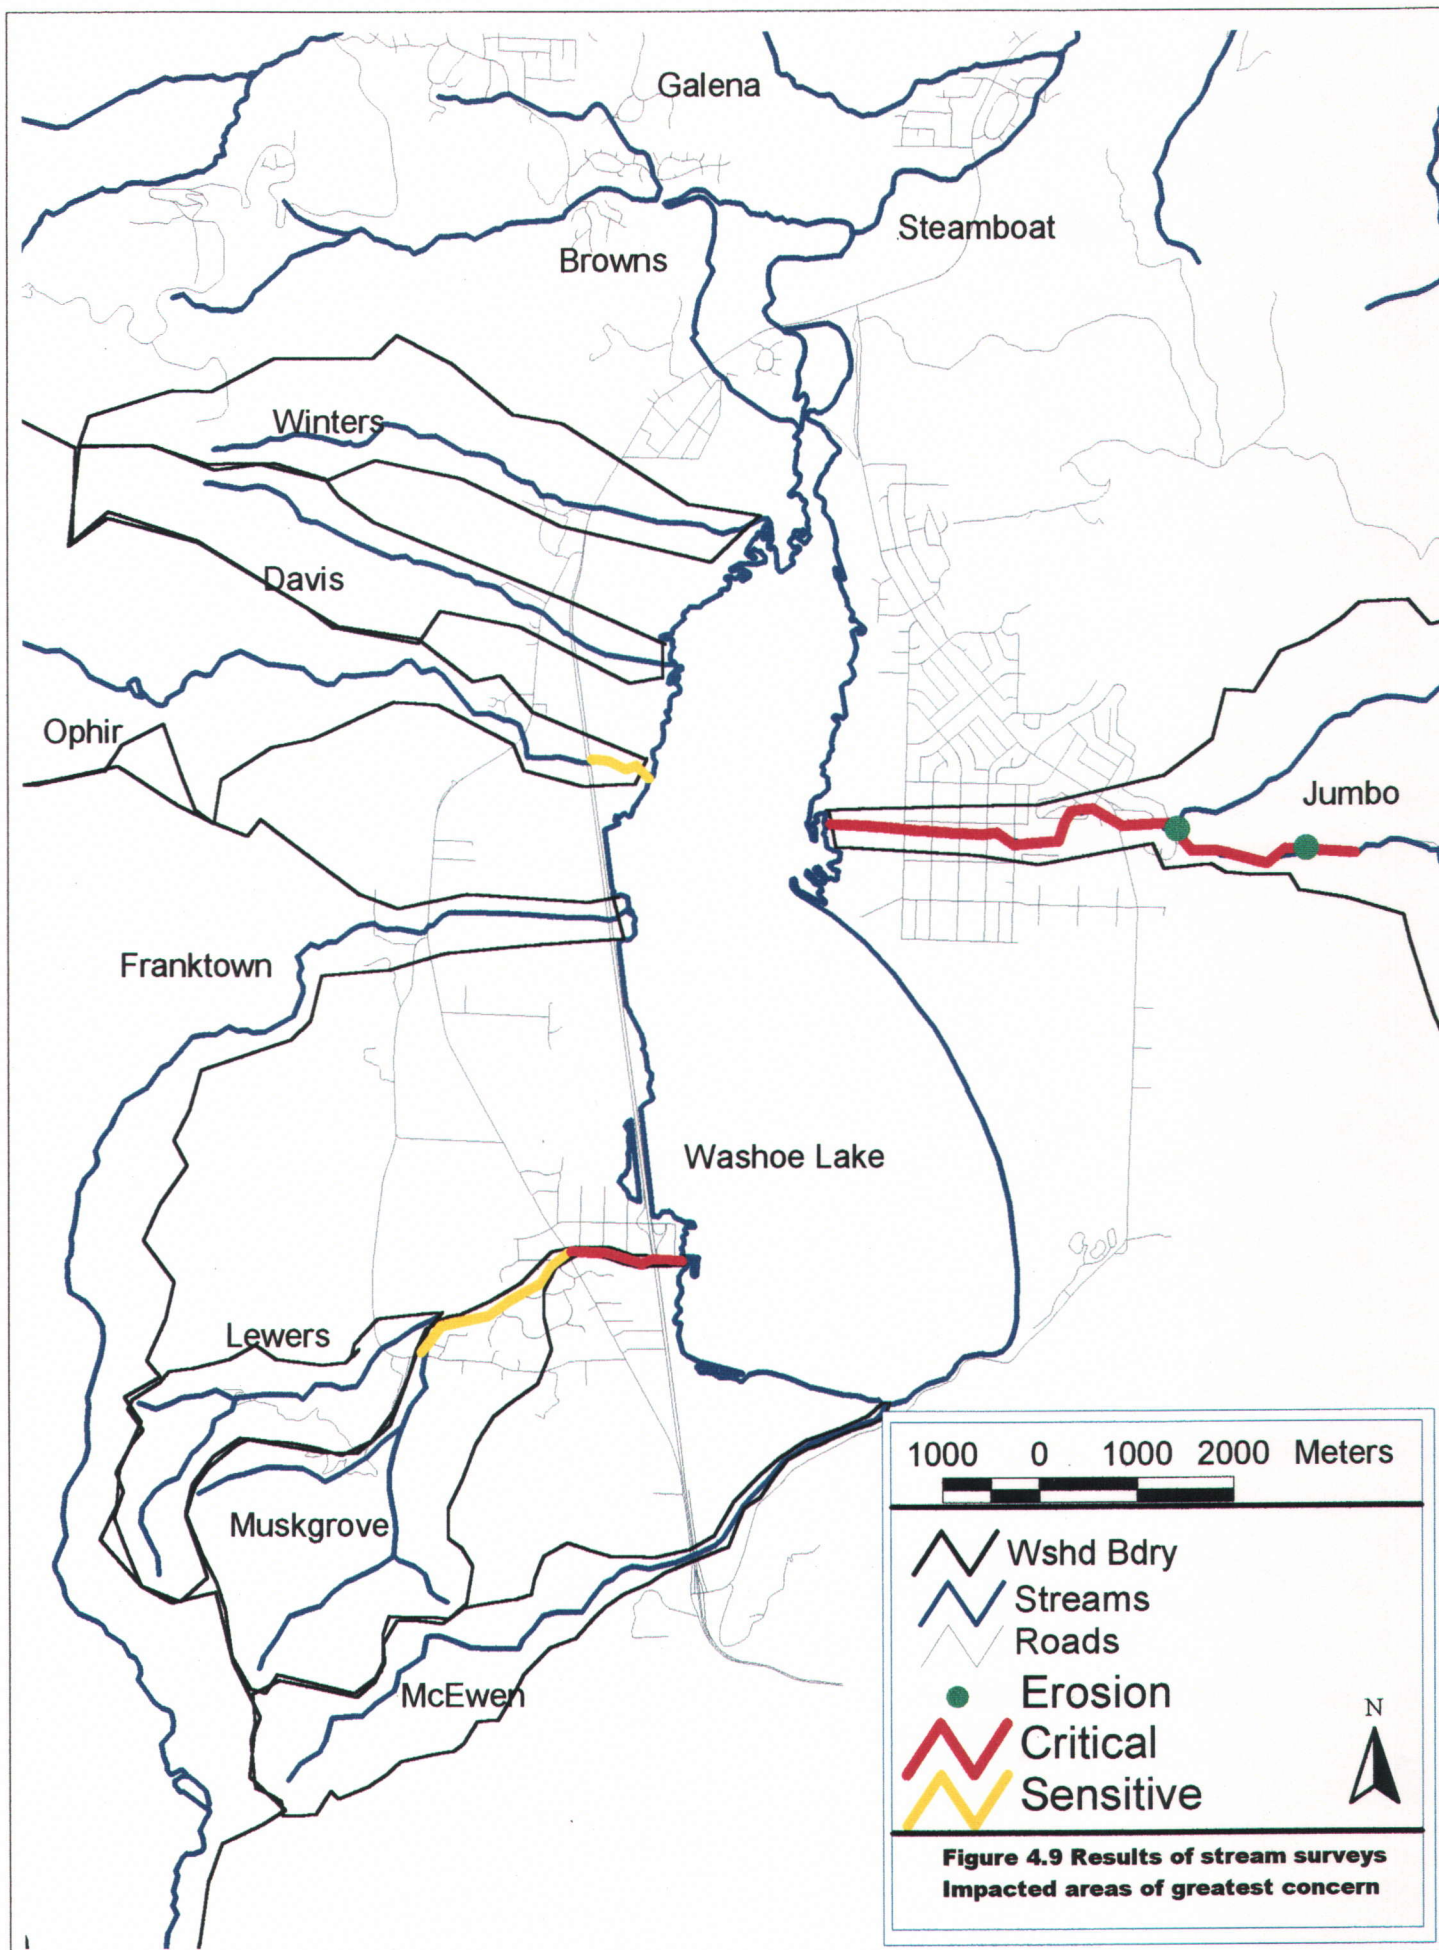 Galena
Steamboat
Browns
Winters
Davis
Ophir
Jumbo
Franktown
Washoe Lake
Lewers
Muskgrove
McEwen
1000 0 1000 2000 Meters
Wshd Bdry
Streams
Roads
Erosion
Critical
Sensitive
N
Figure 4.9 Results of stream surveys
Impacted areas of greatest concern